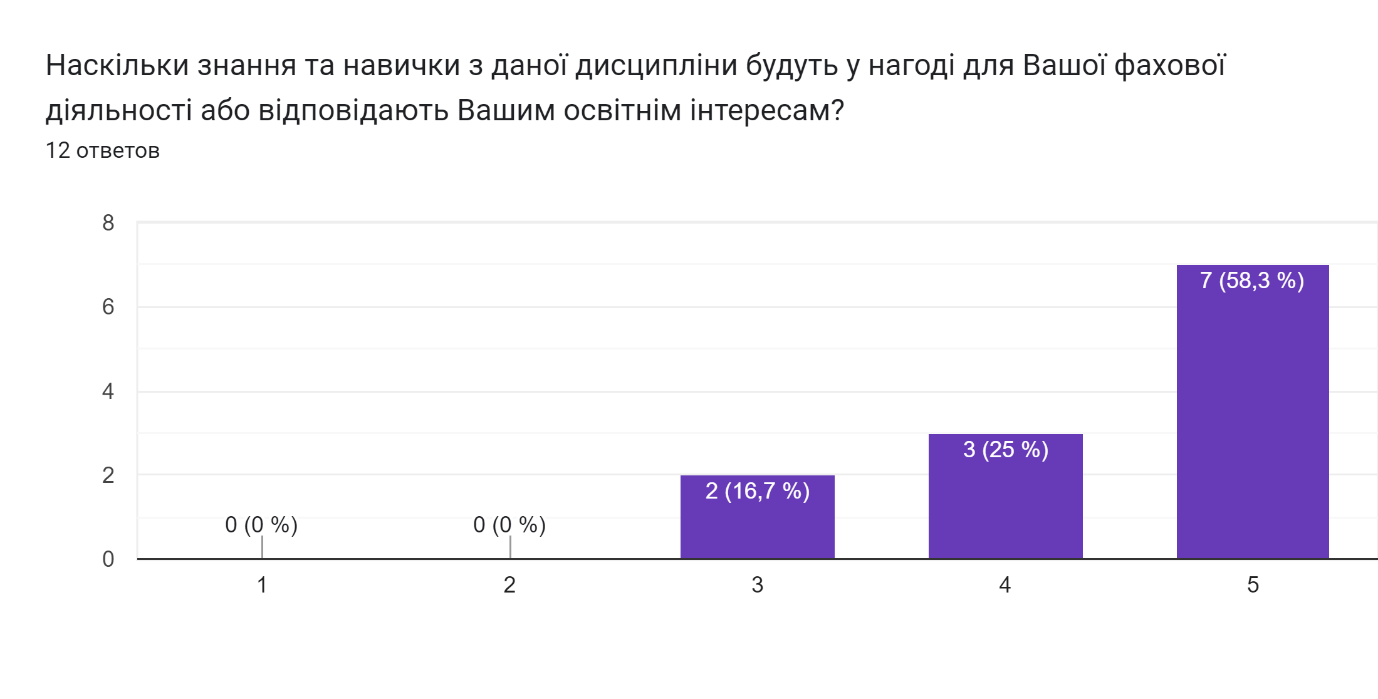 Наскільки знання та навички з даної дисципліни будуть у нагоді для Вашої фахової
діяльності або відповідають Вашим освітнім інтересам?
12 ответов
8
6
4
2
0
0 (0 %)
0 (0 %)
2 (16,7 %)
3 (25 %)
7 (58,3 %)
1
2
3
4
5